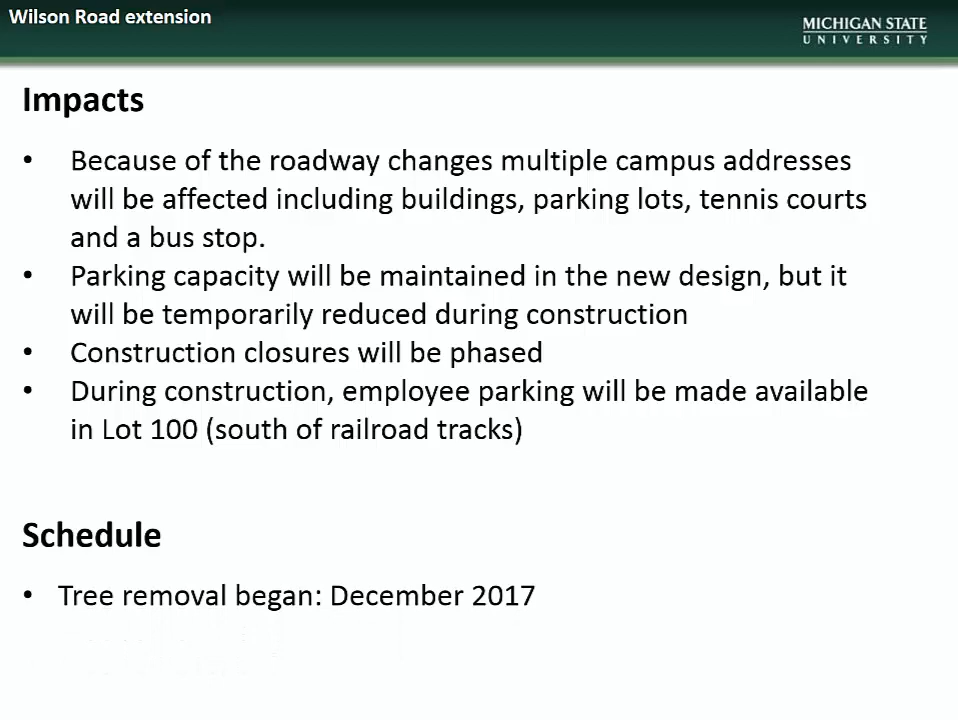 Wilson Road extension
MICHIGAN STATE
UNIVERSITY
Impacts
• Because of the roadway changes multiple campus addresses
will be affected including buildings, parking lots, tennis courts
and a bus stop.
• Parking capacity will be maintained in the new design, but it
will be temporarily reduced during construction
• Construction closures will be phased
• During construction, employee parking will be made available
in Lot 100 (south of railroad tracks)
Schedule
• Tree removal began: December 2017